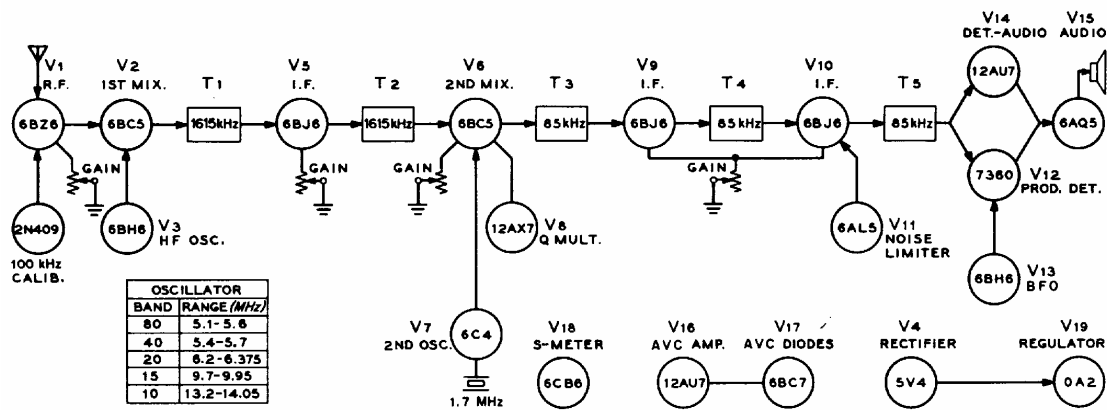 V1
R.F.
6BZ6
GAIN
2N409
100 kHz
CALIB.
V2
1ST MIX.
6BC5
6BH6
V3
HF OSC.
T1
1615kHz
V5
I.F.
6BJ6
GAIN
T2
1615kHz
V6
2ND MIX.
6BC5
GAIN
12AX7
V8
Q MULT.
T3
85kHz
V9
I.F.
6BJ6
GAIN
T4
85kHz
V10
I.F.
6BJ6
6AL5
V11
NOISE
LIMITER
T5
85kHz
V14
DET.-AUDIO
12AU7
7360
V12
PROD. DET.
V15
AUDIO
6AQ5
6BH6
V13
BFO
OSCILLATOR
BAND RANGE (MHz)
80 5.1-5.6
40 5.4-5.7
20 6.2-6.375
15 9.7-9.95
10 13.2-14.05
V7
2ND OSC.
6C4
1.7 MHz
V18
S-METER
6CB6
V16
AVC AMP.
12AU7
V17
AVC DIODES
6BC7
V4
RECTIFIER
5V4
V19
REGULATOR
0A2